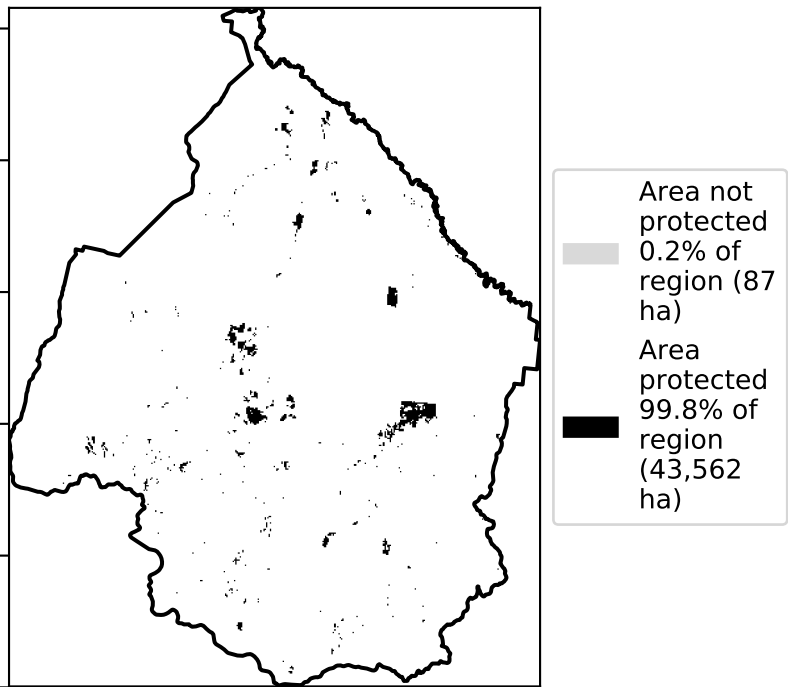 Area not
protected
0.2% of
region (87
ha)
Area
protected
99.8% of
region
(43,562
ha)